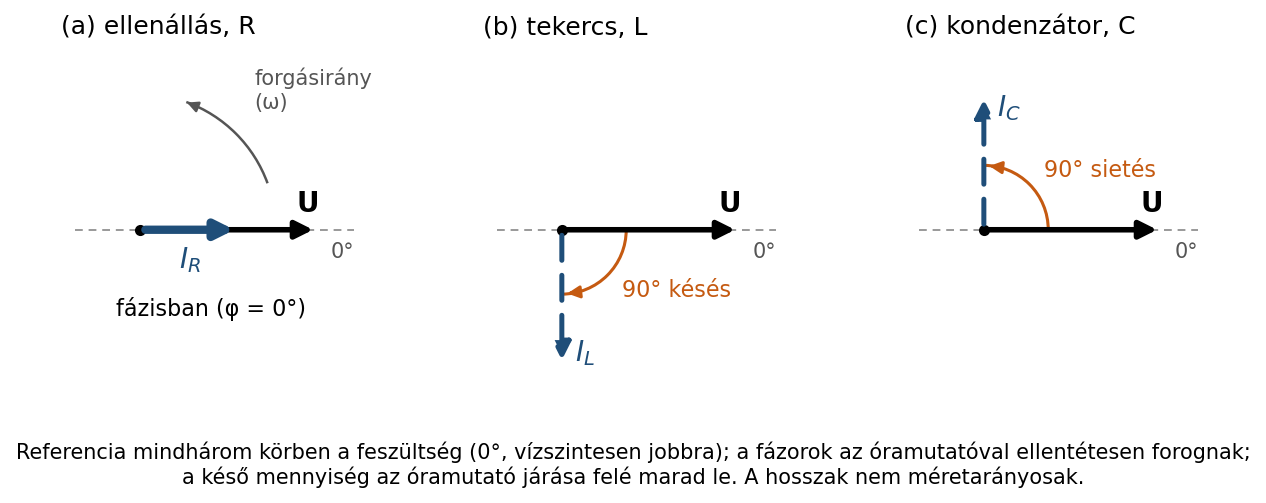 (a) ellenállás, R
forgásirány
(ω)
U
0°
I_R
fázisban (φ = 0°)
(b) tekercs, L
U
0°
90° késés
I_L
(c) kondenzátor, C
I_C
90° sietés
U
0°
Referencia mindhárom körben a feszültség (0°, vízszintesen jobbra); a fázorok az óramutatóval ellentétesen forognak;
a késő mennyiség az óramutató járása felé marad le. A hosszak nem méretarányosak.